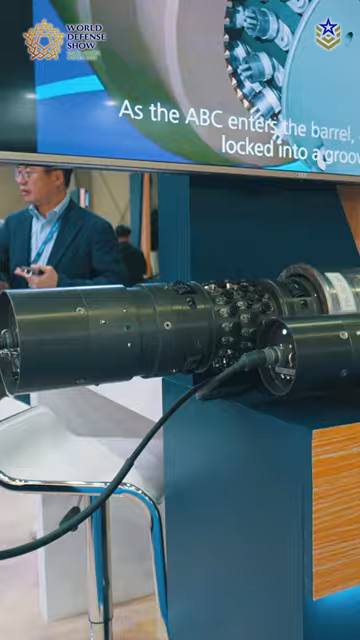 WORLD
DEFENSE
SHOW
As the ABC enters the barrel,
locked into a groov